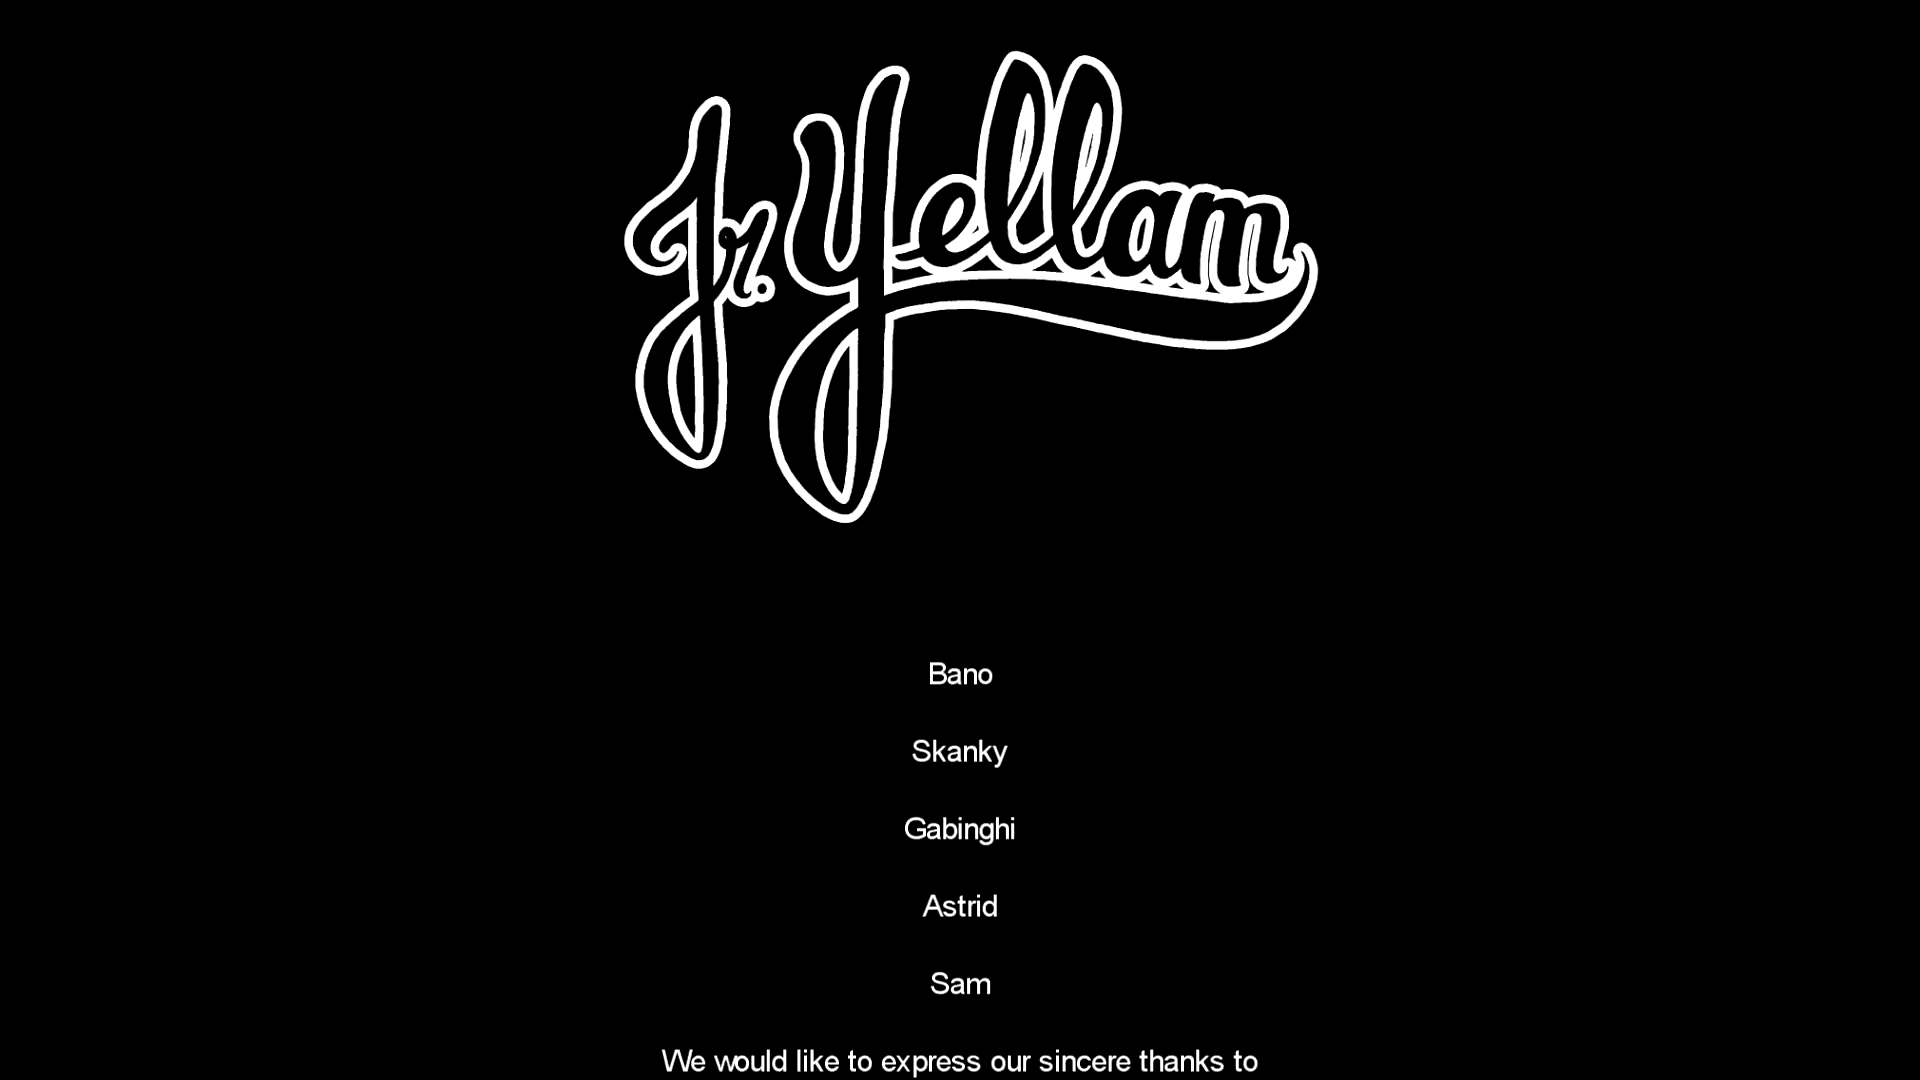 Jr. Yellam
Bano
Skanky
Gabinghi
Astrid
Sam
We would like to express our sincere thanks to